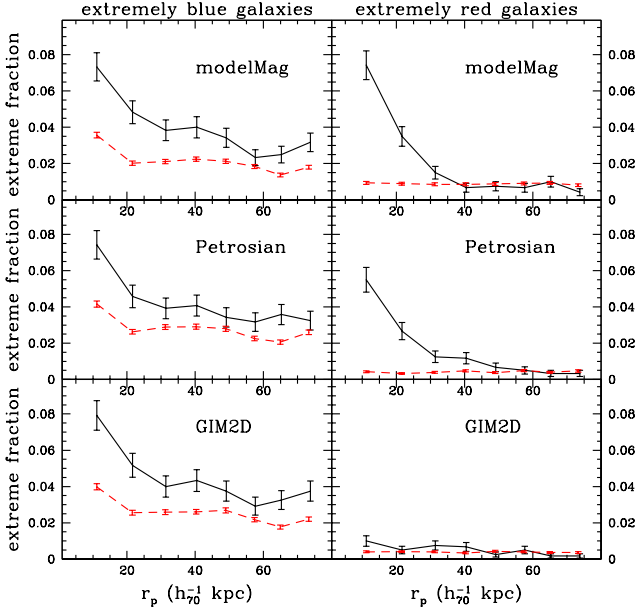 extremely blue galaxies extremely red galaxies
0.08 modelMag modelMag 0.08
0.06 0.06
0.04 0.04
0.02 0.02
0 0
extreme fraction
20 40 60 20 40 60
0.08 Petrosian Petrosian 0.08
0.06 0.06
0.04 0.04
0.02 0.02
0 0
extreme fraction
20 40 60 20 40 60
0.08 GIM2D GIM2D 0.08
0.06 0.06
0.04 0.04
0.02 0.02
0 0
extreme fraction
20 40 60 20 40 60
r_p (h_70^-1 kpc) r_p (h_70^-1 kpc)